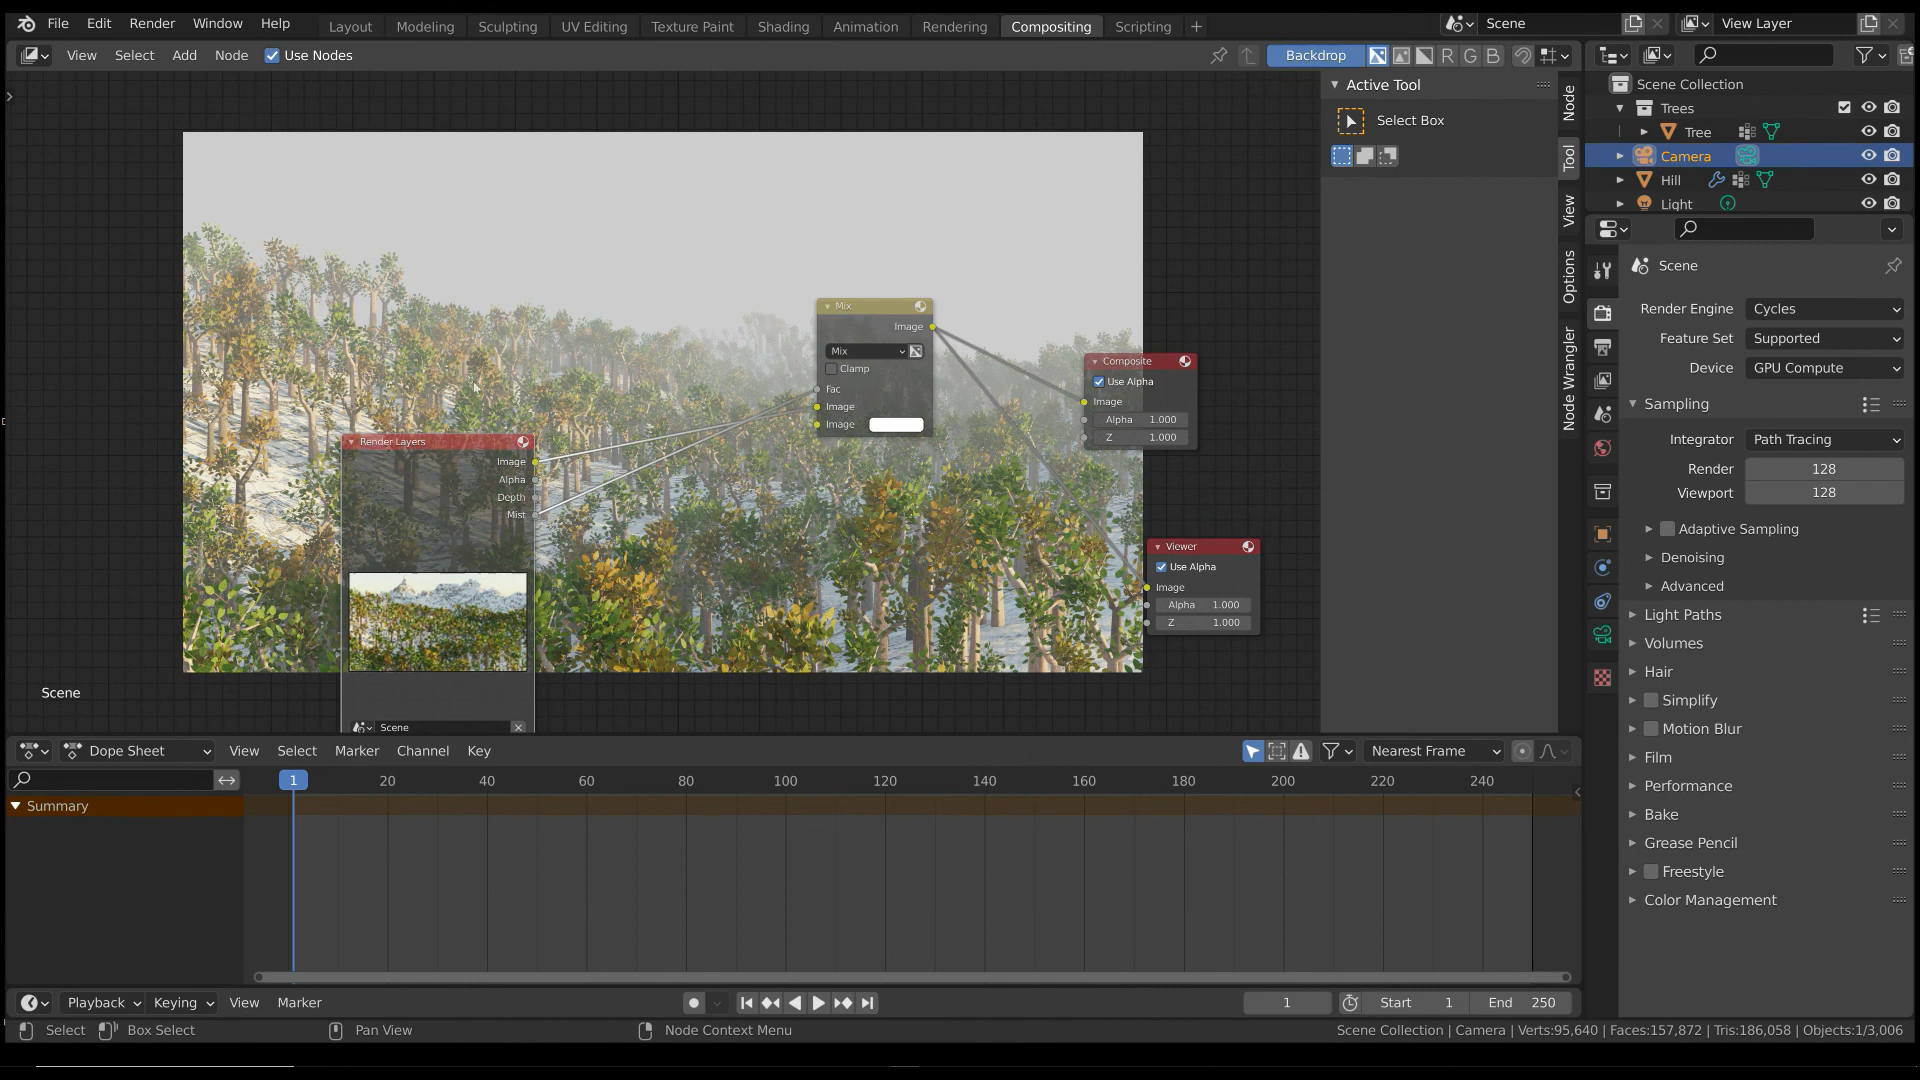 File Edit Render Window Help Layout Modeling Sculpting UV Editing Texture Paint Shading Animation Rendering Compositing Scripting + Scene View Layer
View Select Add Node Use Nodes Backdrop R G B
Active Tool
Select Box
Node
Tool
View
Options
Node Wrangler
Mix
Image
Mix
Clamp
Fac
Image
Image
Composite
Use Alpha
Image
Alpha 1.000
Z 1.000
Render Layers
Image
Alpha
Depth
Mist
Scene
Viewer
Use Alpha
Image
Alpha 1.000
Z 1.000
Scene
Scene Collection
Trees
Tree
Camera
Hill
Light
Scene
Render Engine Cycles
Feature Set Supported
Device GPU Compute
Sampling
Integrator Path Tracing
Render 128
Viewport 128
Adaptive Sampling
Denoising
Advanced
Light Paths
Volumes
Hair
Simplify
Motion Blur
Film
Performance
Bake
Grease Pencil
Freestyle
Color Management
Dope Sheet View Select Marker Channel Key Nearest Frame
1 20 40 60 80 100 120 140 160 180 200 220 240
Summary
Playback Keying View Marker 1 Start 1 End 250
Select Box Select Pan View Node Context Menu Scene Collection | Camera | Verts:95,640 | Faces:157,872 | Tris:186,058 | Objects:1/3,006